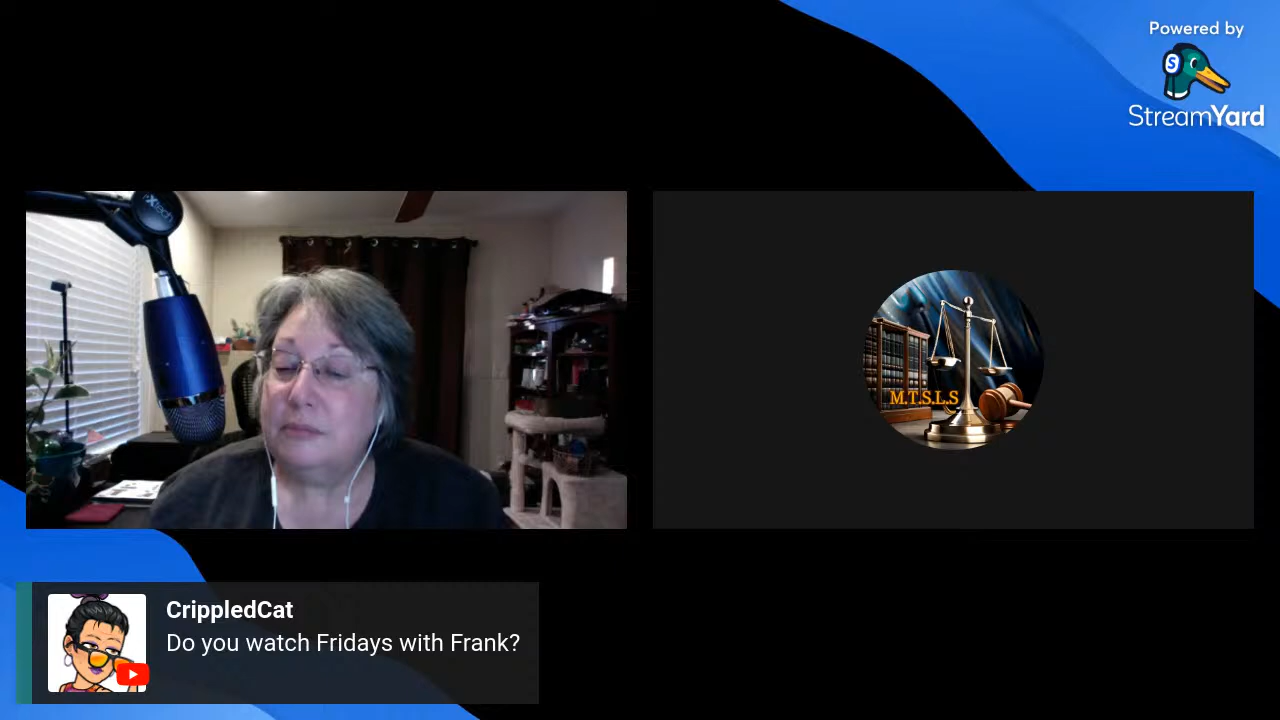 Powered by
StreamYard
M.T.S.L.S
CrippledCat
Do you watch Fridays with Frank?